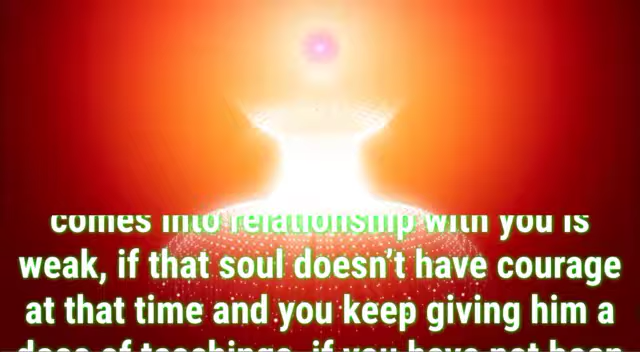 comes into relationship with you is
weak, if that soul doesn't have courage
at that time and you keep giving him a
dose of teachings, if you have not been